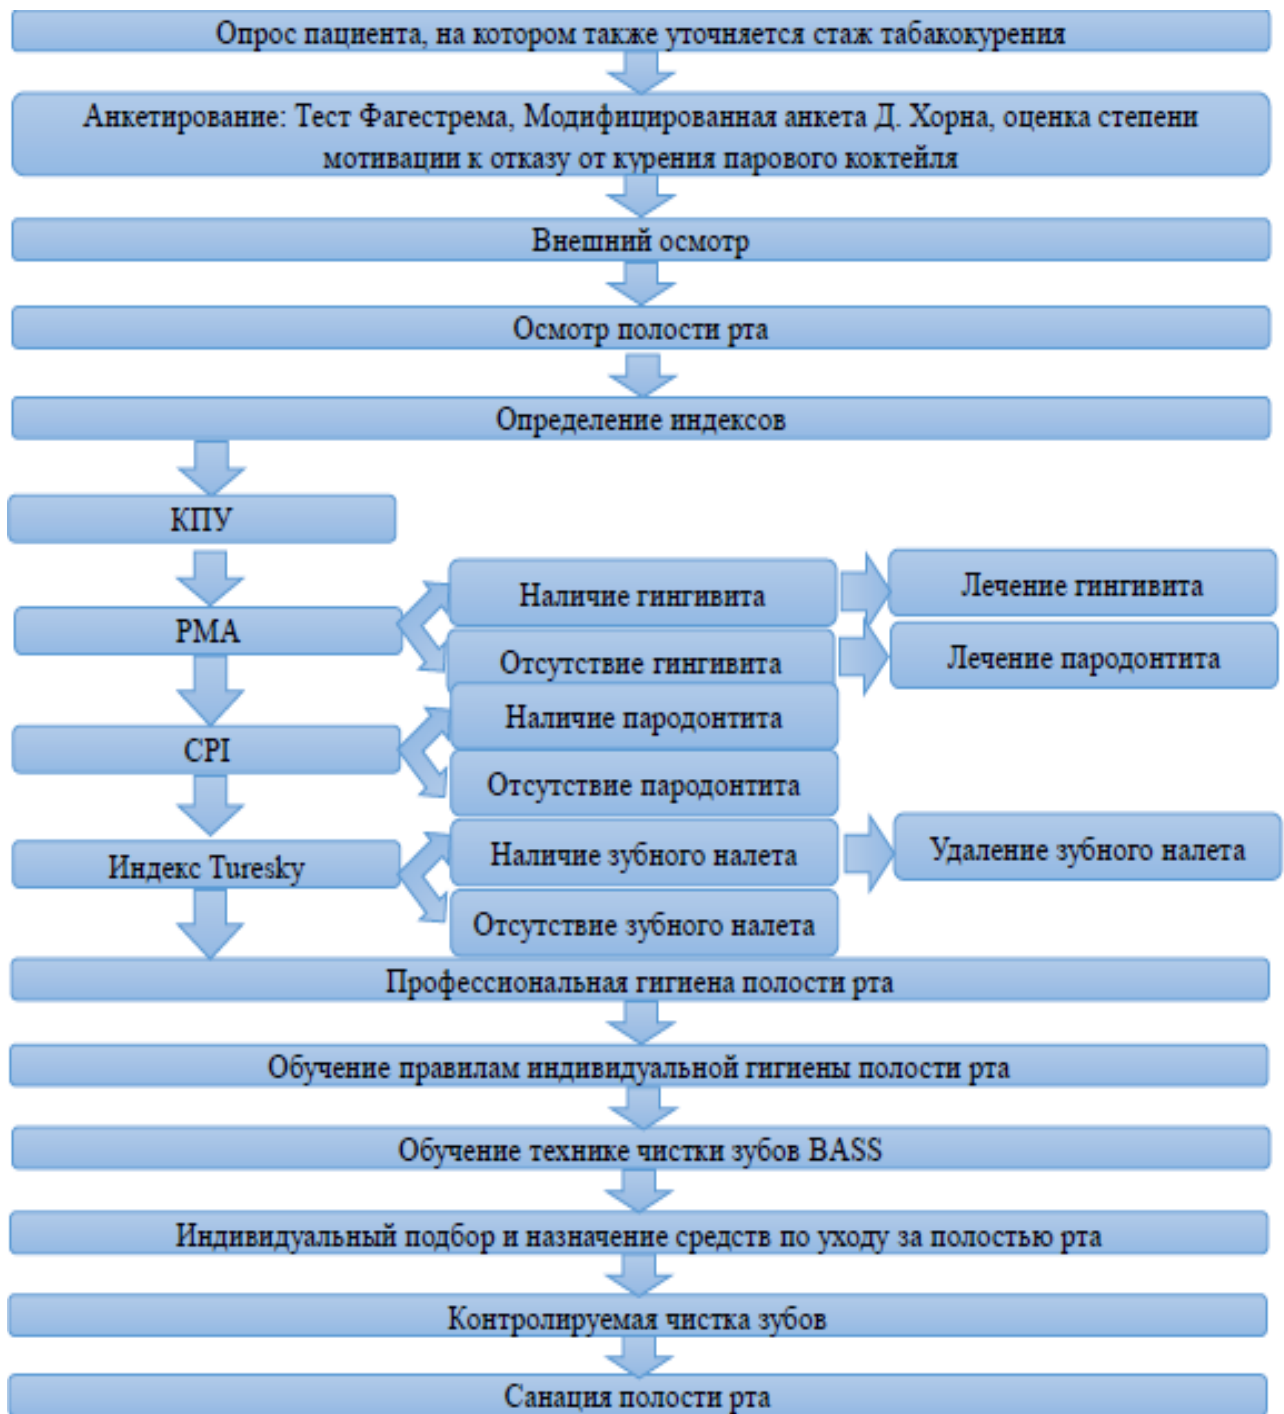 Опрос пациента, на котором также уточняется стаж табакокурения
Анкетирование: Тест Фагестрема, Модифицированная анкета Д. Хорна, оценка степени
мотивации к отказу от курения парового коктейля
Внешний осмотр
Осмотр полости рта
Определение индексов
КПУ
PMA
Наличие гингивита
Лечение гингивита
Отсутствие гингивита
Лечение пародонтита
CPI
Наличие пародонтита
Отсутствие пародонтита
Индекс Turesky
Наличие зубного налета
Удаление зубного налета
Отсутствие зубного налета
Профессиональная гигиена полости рта
Обучение правилам индивидуальной гигиены полости рта
Обучение технике чистки зубов BASS
Индивидуальный подбор и назначение средств по уходу за полостью рта
Контролируемая чистка зубов
Санация полости рта